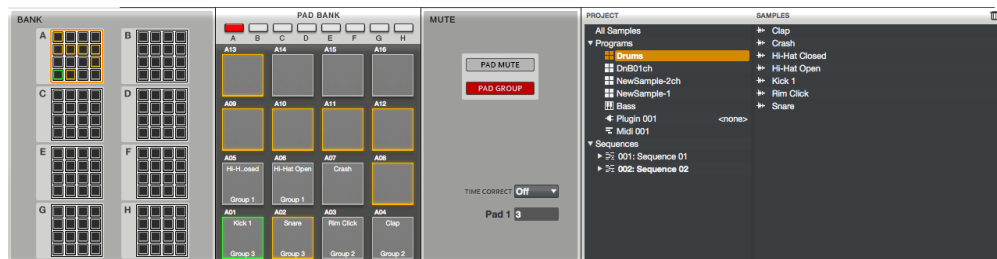 BANK
A
B
C
D
E
F
G
H
PAD BANK
A B C D E F G H
A13 A14 A15 A16
A09 A10 A11 A12
A05 A06 A07 A08
Hi-H..osed Hi-Hat Open Crash
Group 1 Group 1
A01 A02 A03 A04
Kick 1 Snare Rim Click Clap
Group 3 Group 3 Group 2 Group 2
MUTE
PAD MUTE
PAD GROUP
TIME CORRECT Off
Pad 1 3
PROJECT
All Samples
Programs
Drums
DnB01ch
NewSample-2ch
NewSample-1
Bass
Plugin 001 <none>
Midi 001
Sequences
001: Sequence 01
002: Sequence 02
SAMPLES
Clap
Crash
Hi-Hat Closed
Hi-Hat Open
Kick 1
Rim Click
Snare